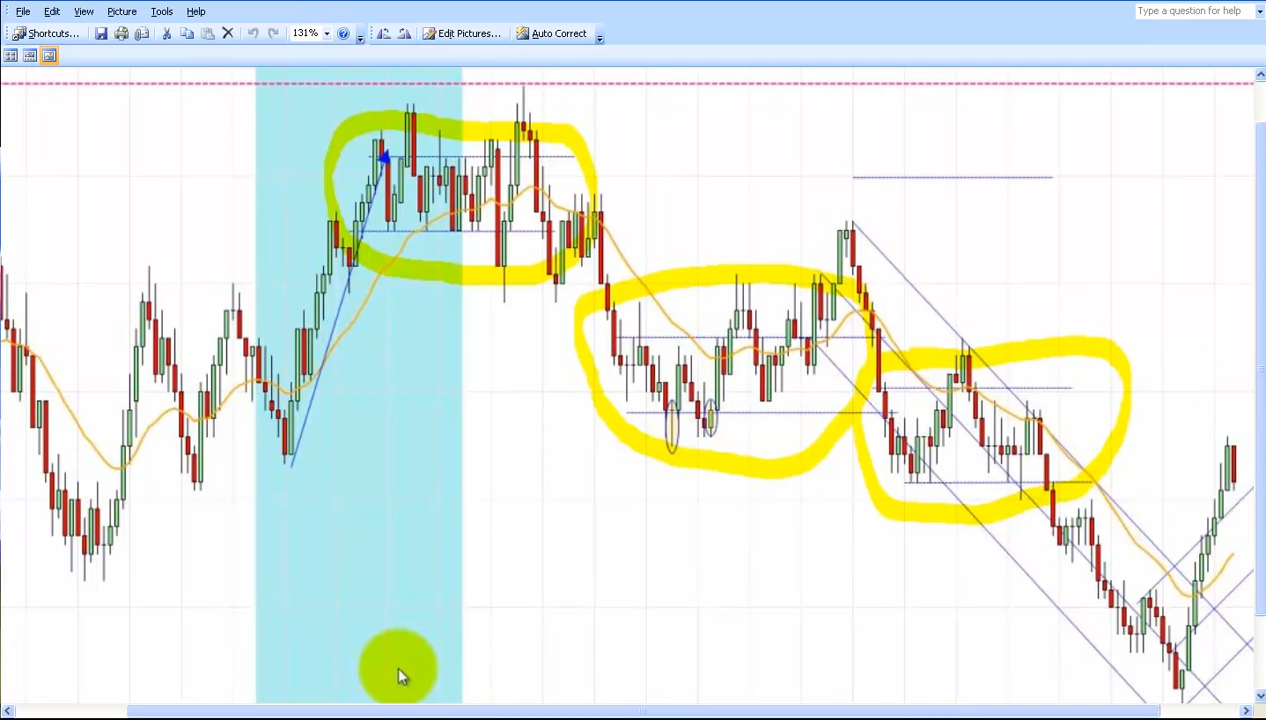 File Edit View Picture Tools Help Type a question for help
Shortcuts... 131% Edit Pictures... Auto Correct